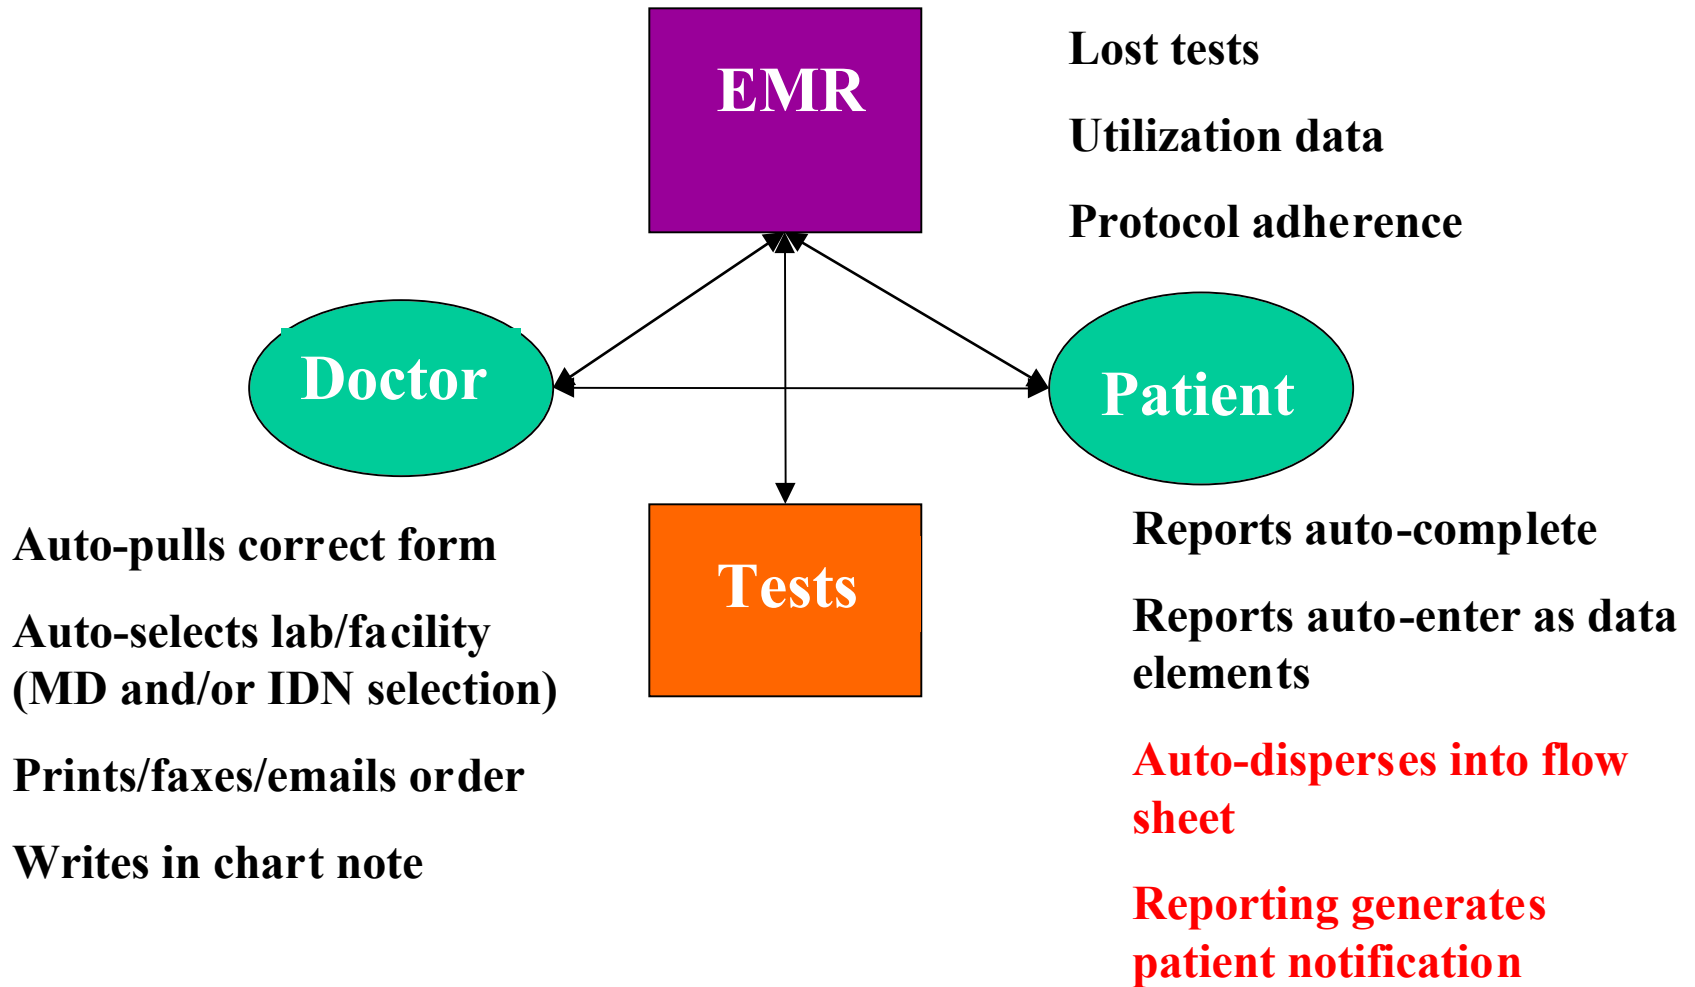 EMR
Lost tests
Utilization data
Protocol adherence
Doctor
Patient
Tests
Auto-pulls correct form
Auto-selects lab/facility
(MD and/or IDN selection)
Prints/faxes/emails order
Writes in chart note
Reports auto-complete
Reports auto-enter as data
elements
Auto-disperses into flow
sheet
Reporting generates
patient notification